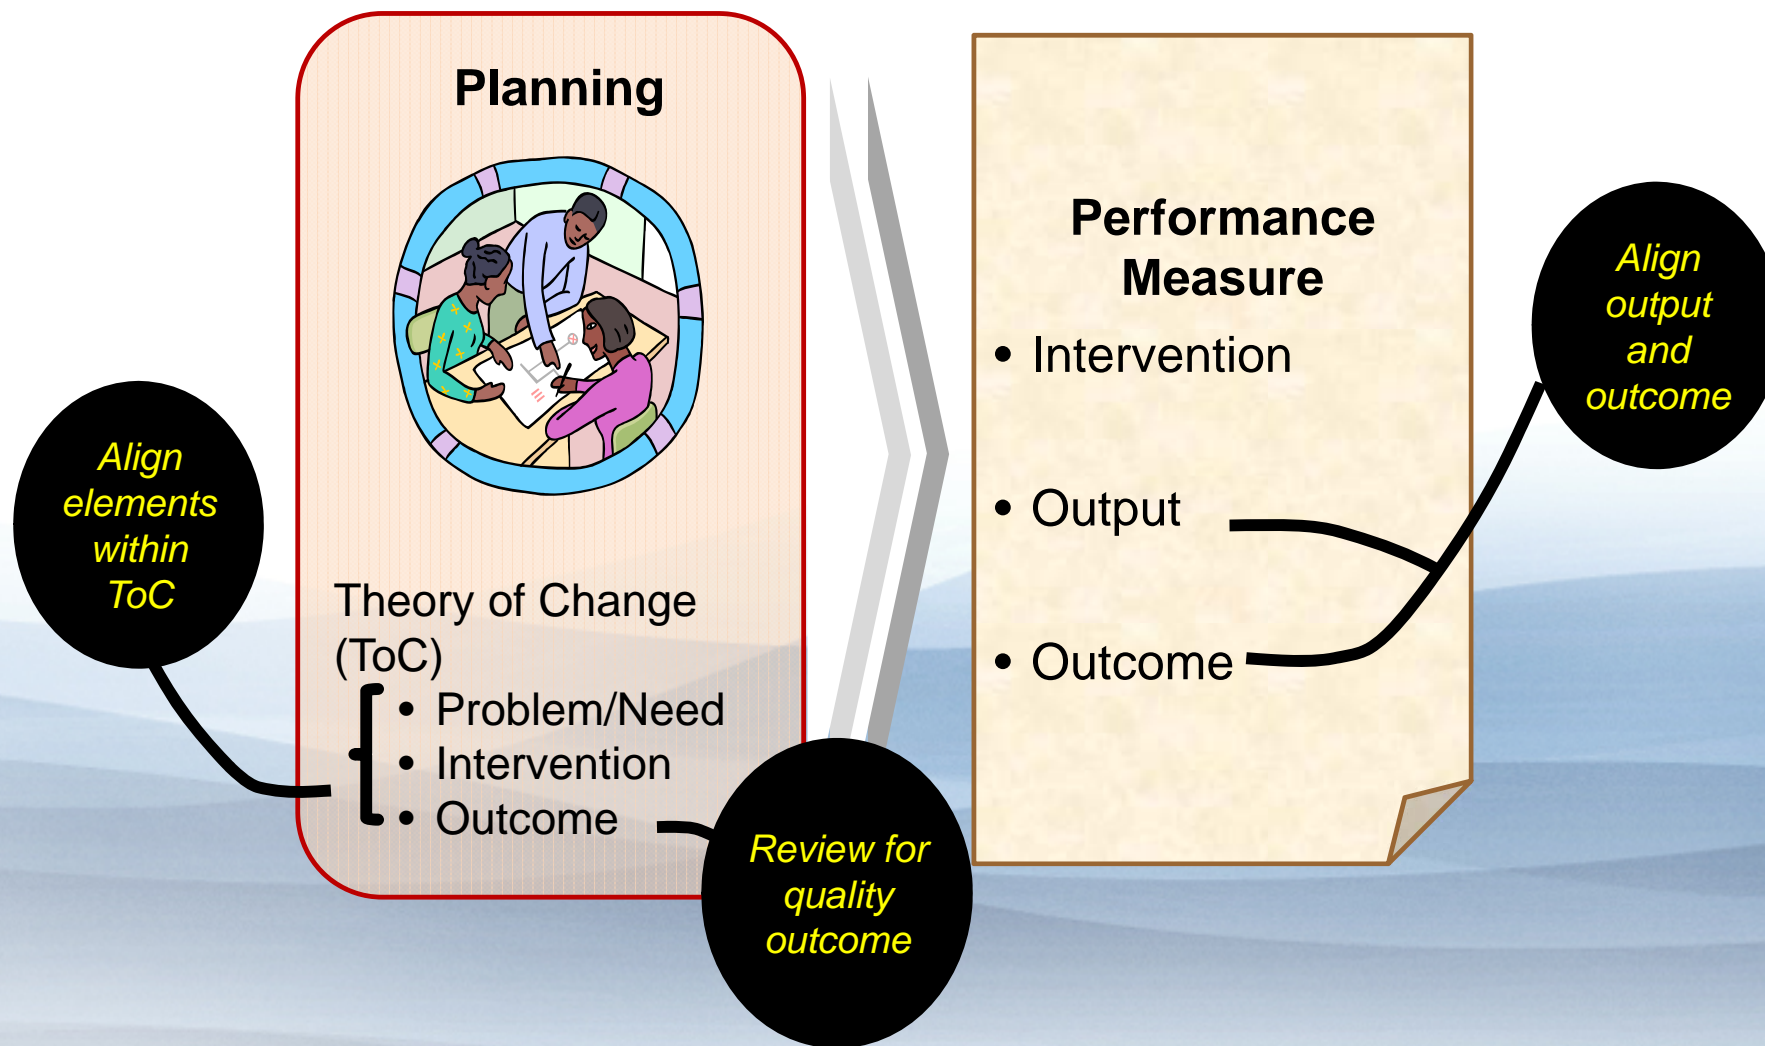 Planning
Theory of Change
(ToC)
• Problem/Need
• Intervention
• Outcome
Align
elements
within
ToC
Review for
quality
outcome
Performance
Measure
• Intervention
• Output
• Outcome
Align
output
and
outcome